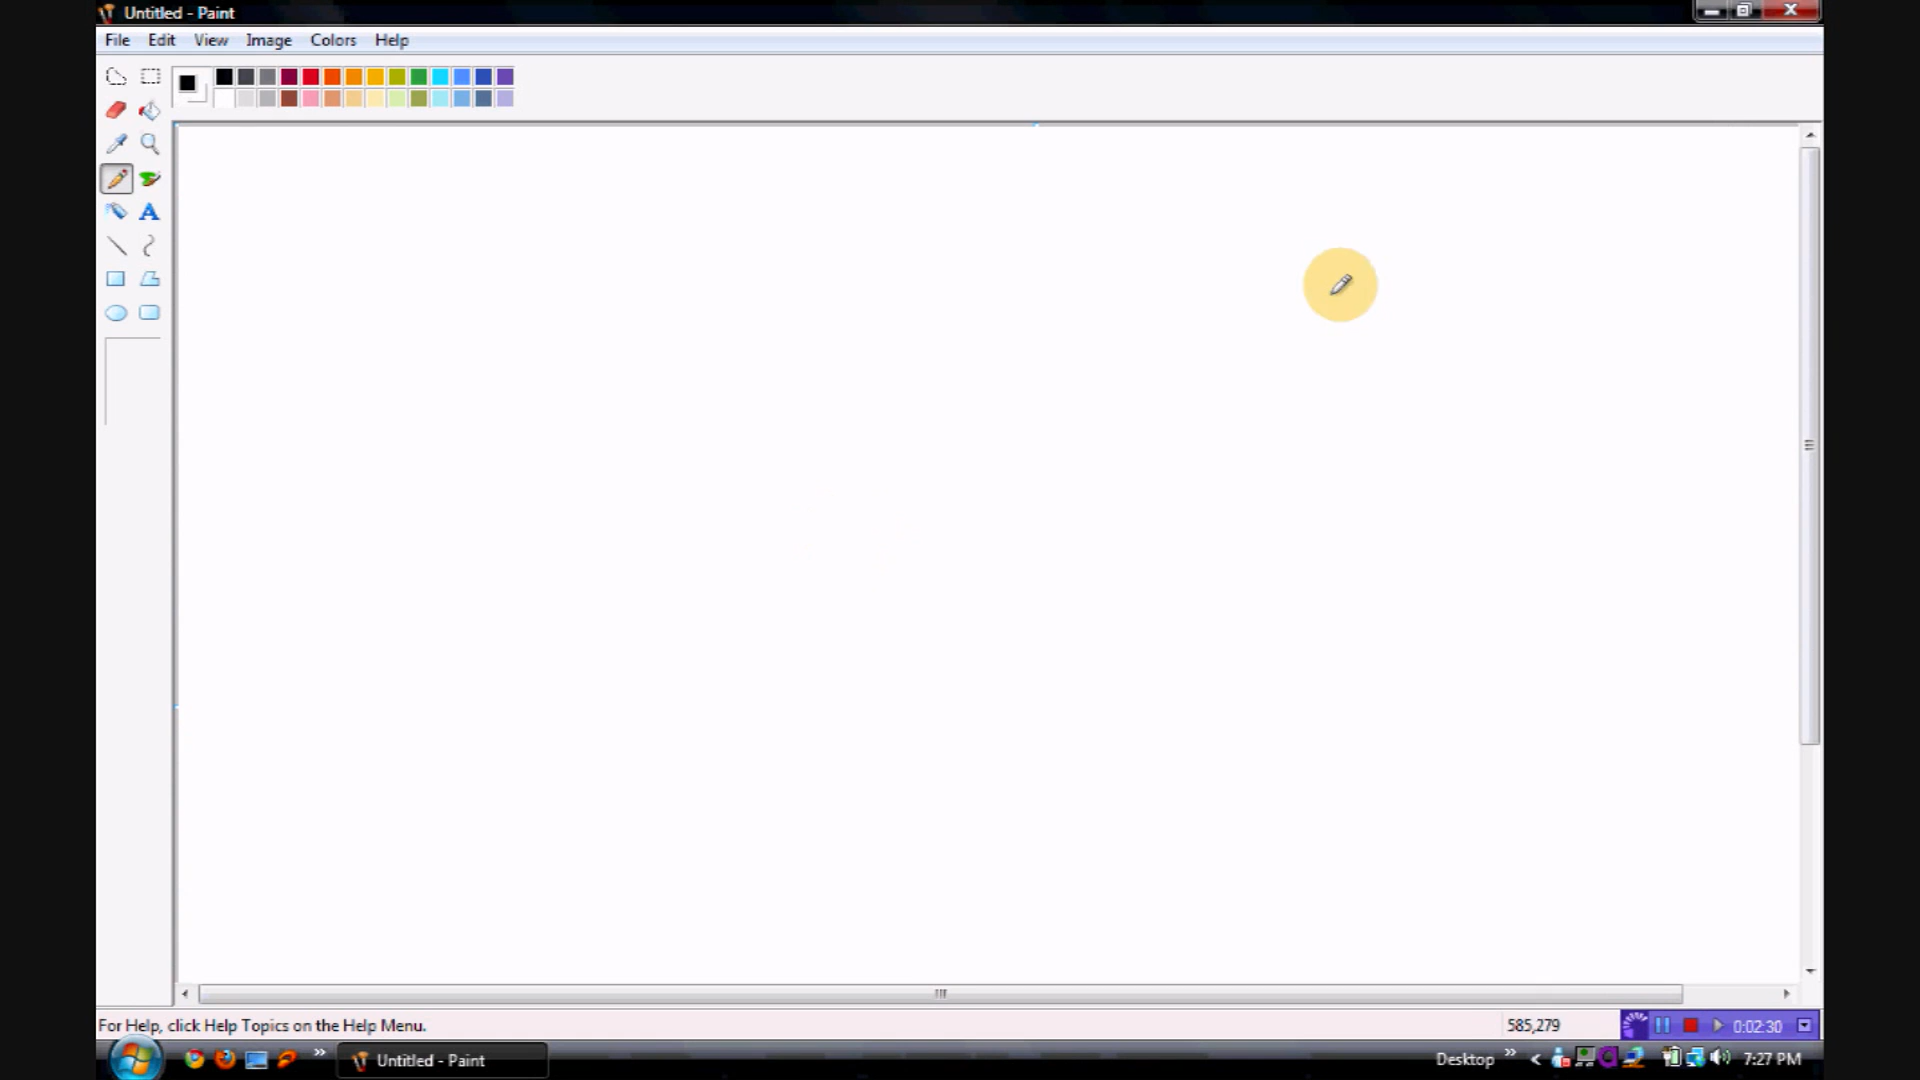 Untitled - Paint
File Edit View Image Colors Help
A
For Help, click Help Topics on the Help Menu.
585,279
0:02:30
Untitled - Paint
Desktop
7:27 PM